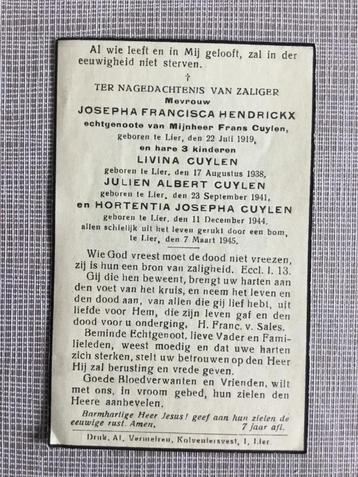 Al wie leeft en in Mij gelooft, zal in der
eeuwigheid niet sterven.
†
TER NAGEDACHTENIS VAN ZALIGER
Mevrouw
JOSEPHA FRANCISCA HENDRICKX
echtgenoote van Mijnheer Frans Cuylen,
geboren te Lier, den 22 Juli 1919,
en hare 3 kinderen
LIVINA CUYLEN
geboren te Lier, den 17 Augustus 1938,
JULIEN ALBERT CUYLEN
geboren te Lier, den 23 September 1941,
en HORTENTIA JOSEPHA CUYLEN
geboren te Lier, den 11 December 1944,
allen schielijk uit het leven gerukt door een bom,
te Lier, den 7 Maart 1945.
Wie God vreest moet de dood niet vreezen,
zij is hun een bron van zaligheid. Eccl. I. 13.
Gij die hen beweent, brengt uw harten aan
den voet van het kruis, en neem het leven en
den dood aan, van allen die gij lief hebt, uit
liefde voor Hem, die hun en ook voor U, den
dood onderging. H. Franc. v. Sales.
Beminde Echtgenoot, lieve Vader en Fami-
lieleden, weest moedig en dat uwe harten
zich sterken, stelt uw betrouwen op den Heer
Hij zal berusting en vrede geven.
Goede Bloedverwanten en Vrienden, wilt
met ons, in vroom gebed, hun zielen den
Heere aanbevelen.
Barmhartige Heer Jesus! geef aan hun zielen de
eeuwige rust. Amen. 7 jaar afl.
Druk. Al. Vermeiren, Kolveniersvest, 1, Lier.